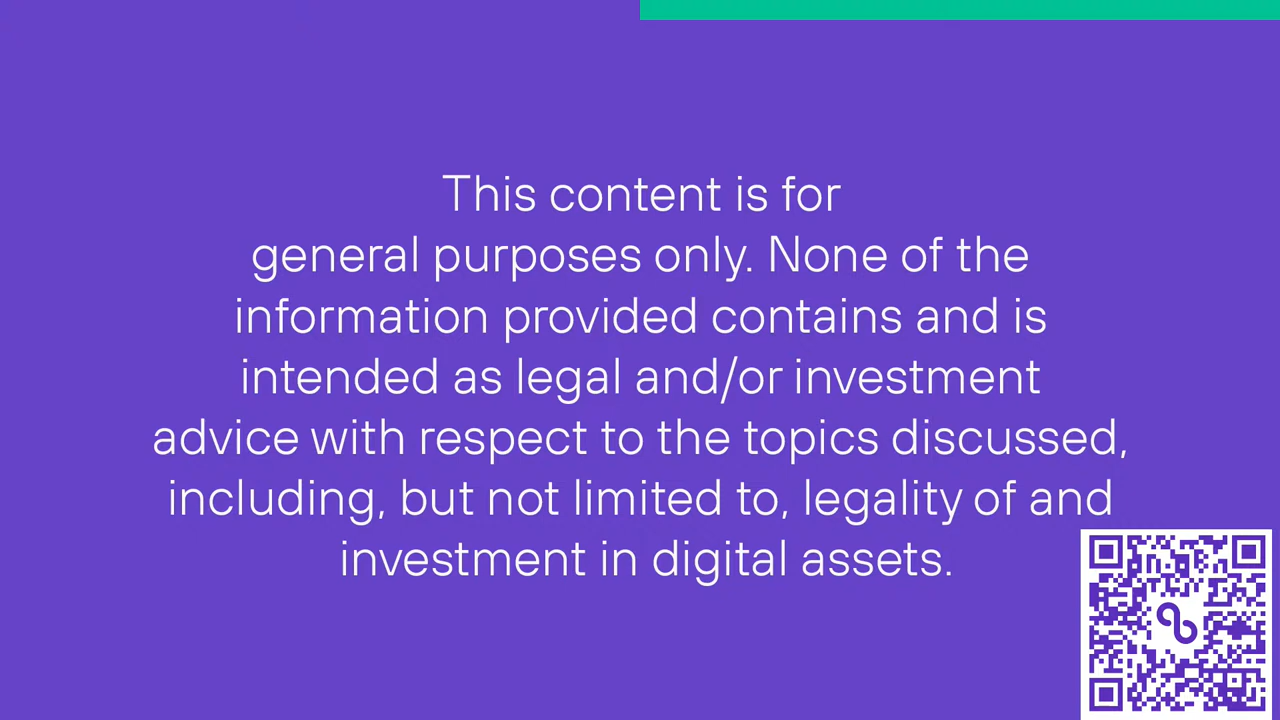 This content is for
general purposes only. None of the
information provided contains and is
intended as legal and/or investment
advice with respect to the topics discussed,
including, but not limited to, legality of and
investment in digital assets.